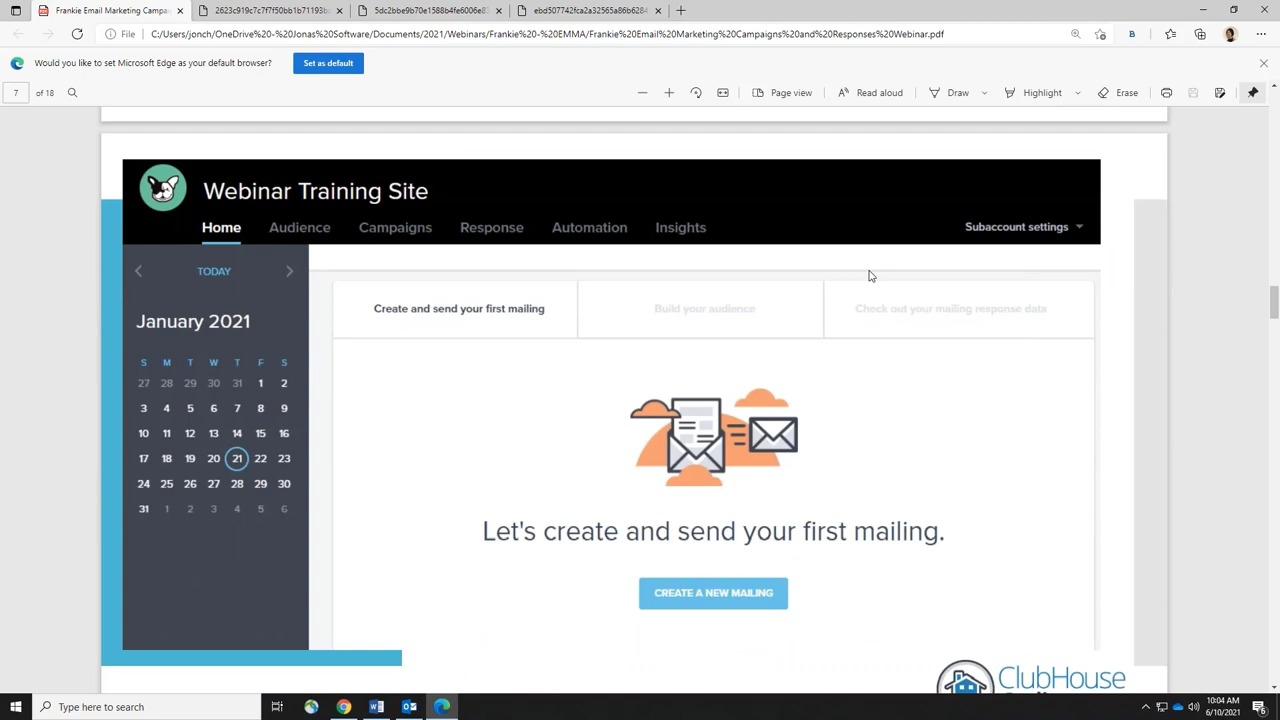 Frankie Email Marketing Campa
2623c919c7c7f7f50bb1b71193b
5dc2bbe9b70e1588b4fe6006e8
ebd507742fca2a32565a86b6284
File
C:/Users/jonch/OneDrive%20-%20Jonas%20Software/Documents/2021/Webinars/Frankie%20-%20EMMA/Frankie%20Email%20Marketing%20Campaigns%20and%20Responses%20Webinar.pdf
Would you like to set Microsoft Edge as your default browser?
Set as default
7 of 18
Page view
Read aloud
Draw
Highlight
Erase
Webinar Training Site
Home Audience Campaigns Response Automation Insights
Subaccount settings
TODAY
January 2021
S M T W T F S
27 28 29 30 31 1 2
3 4 5 6 7 8 9
10 11 12 13 14 15 16
17 18 19 20 21 22 23
24 25 26 27 28 29 30
31 1 2 3 4 5 6
Create and send your first mailing
Build your audience
Check out your mailing response data
Let's create and send your first mailing.
CREATE A NEW MAILING
ClubHouse
Type here to search
10:04 AM
6/10/2021